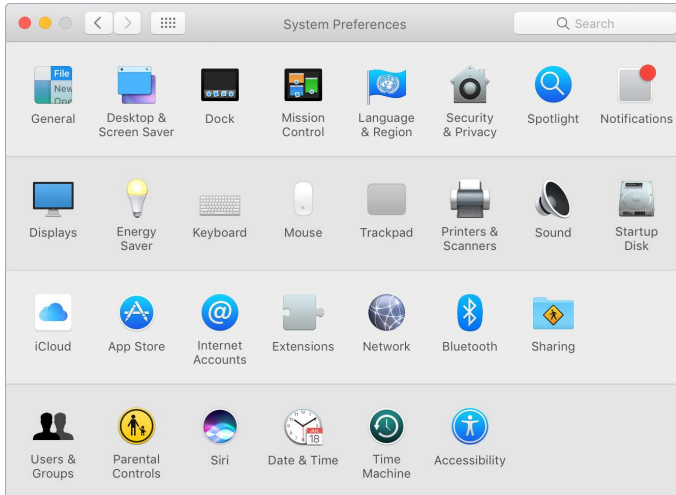 System Preferences
Search
File
New
Ope
General
Desktop &
Screen Saver
Dock
Mission
Control
Language
& Region
Security
& Privacy
Spotlight
Notifications
Displays
Energy
Saver
Keyboard
Mouse
Trackpad
Printers &
Scanners
Sound
Startup
Disk
iCloud
App Store
@
Internet
Accounts
Extensions
Network
Bluetooth
Sharing
Users &
Groups
Parental
Controls
Siri
JUL
18
Date & Time
Time
Machine
Accessibility